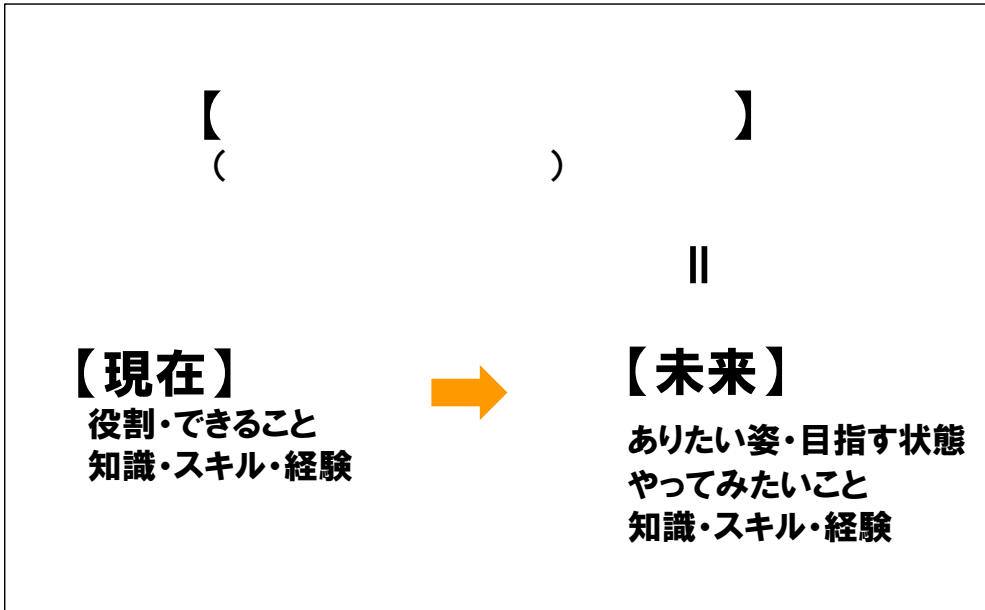 【　　　　　　　　】
（　　　　　　　　）
||
【現在】
役割・できること
知識・スキル・経験
【未来】
ありたい姿・目指す状態
やってみたいこと
知識・スキル・経験